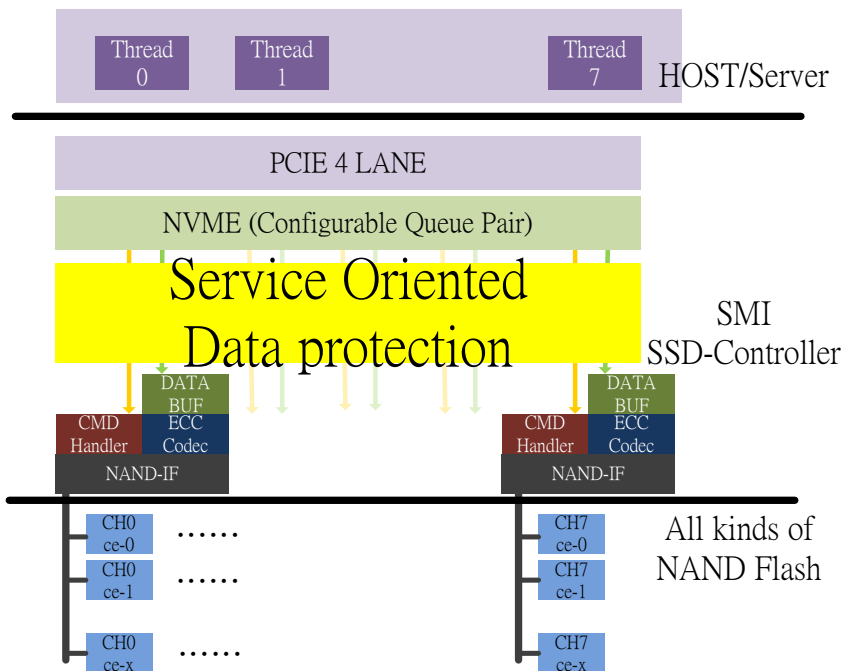 Thread
0
Thread
1
Thread
7
HOST/Server
PCIE 4 LANE
NVME (Configurable Queue Pair)
Service Oriented
Data protection
SMI
SSD-Controller
DATA
BUF
CMD
Handler
ECC
Codec
NAND-IF
DATA
BUF
CMD
Handler
ECC
Codec
NAND-IF
CH0
ce-0
......
CH7
ce-0
CH0
ce-1
......
CH7
ce-1
CH0
ce-x
......
CH7
ce-x
All kinds of
NAND Flash